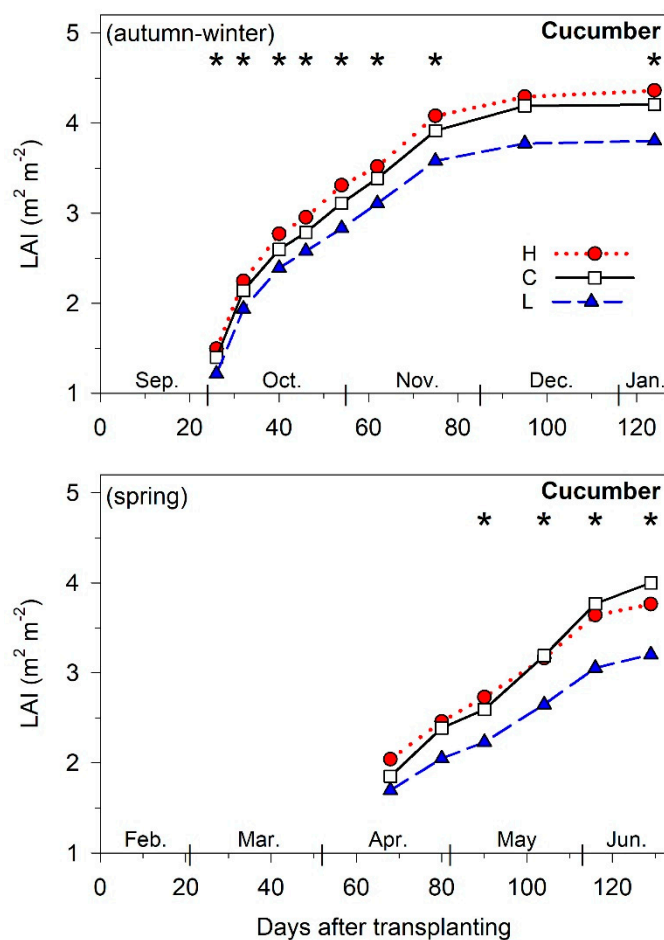 (autumn-winter) Cucumber
* * * * * * * *
5
4
3
2
1
LAI (m² m⁻²)
H
C
L
Sep. Oct. Nov. Dec. Jan.
0 20 40 60 80 100 120
(spring) Cucumber
* * * *
5
4
3
2
1
LAI (m² m⁻²)
Feb. Mar. Apr. May Jun.
0 20 40 60 80 100 120
Days after transplanting